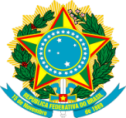 REPÚBLICA FEDERATIVA DO BRASIL
15 de Novembro
de 1889